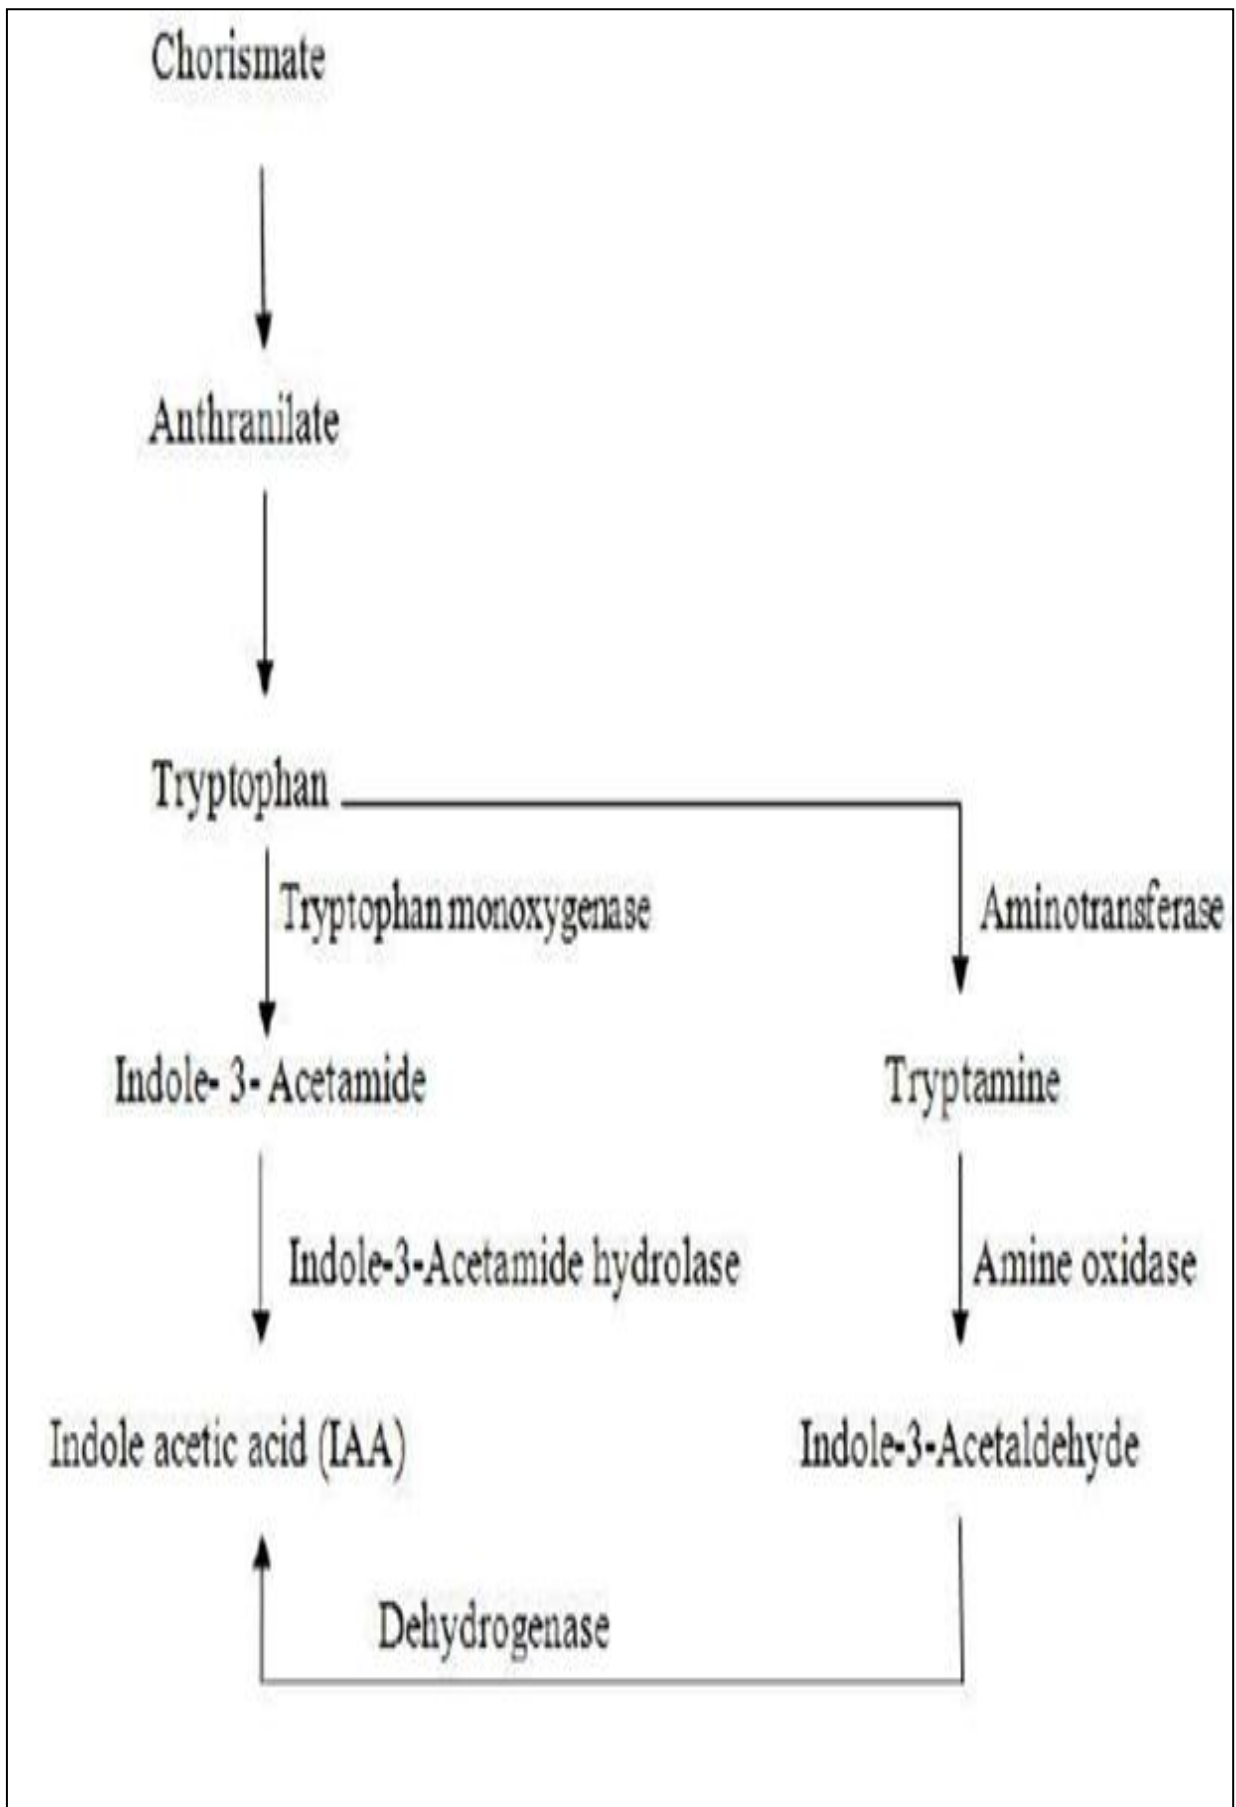 Chorismate
Anthranilate
Tryptophan
Tryptophan monoxygenase
Aminotransferase
Indole- 3- Acetamide
Tryptamine
Indole-3-Acetamide hydrolase
Amine oxidase
Indole acetic acid (IAA)
Indole-3-Acetaldehyde
Dehydrogenase